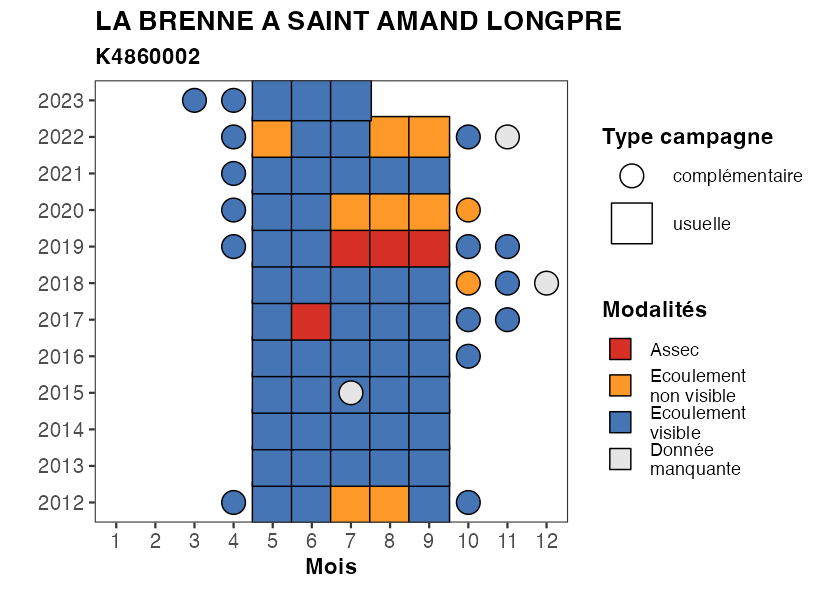 LA BRENNE A SAINT AMAND LONGPRE
K4860002
2023
2022
2021
2020
2019
2018
2017
2016
2015
2014
2013
2012
1 2 3 4 5 6 7 8 9 10 11 12
Mois
Type campagne
complémentaire
usuelle
Modalités
Assec
Ecoulement
non visible
Ecoulement
visible
Donnée
manquante